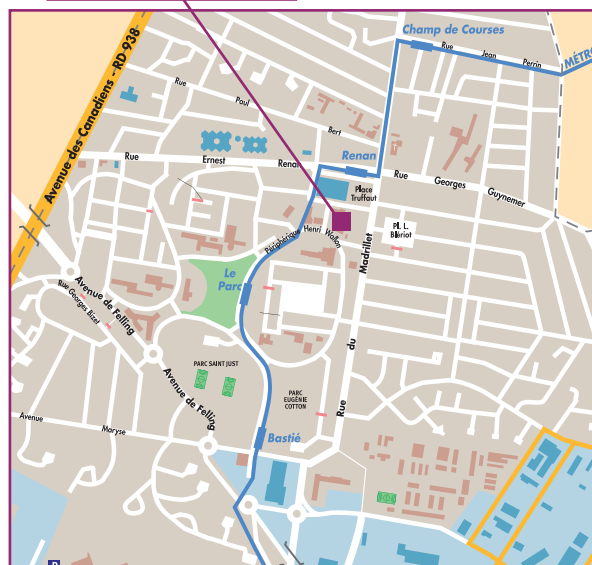 Champ de Courses
Rue Jean Perrin
MÉTRO
Avenue des Canadiens - RD 938
Rue Paul Bert
Rue Ernest Renan
Renan
Rue Georges Guynemer
Place
Truffaut
Pl. L.
Blériot
Périphérique Henri Wallon
Rue du Madrillet
Le
Parc
Avenue de Felling
Rue Georges Bizet
PARC SAINT JUST
Avenue de Felling
PARC
EUGÉNIE
COTTON
Avenue Maryse
Bastié
P